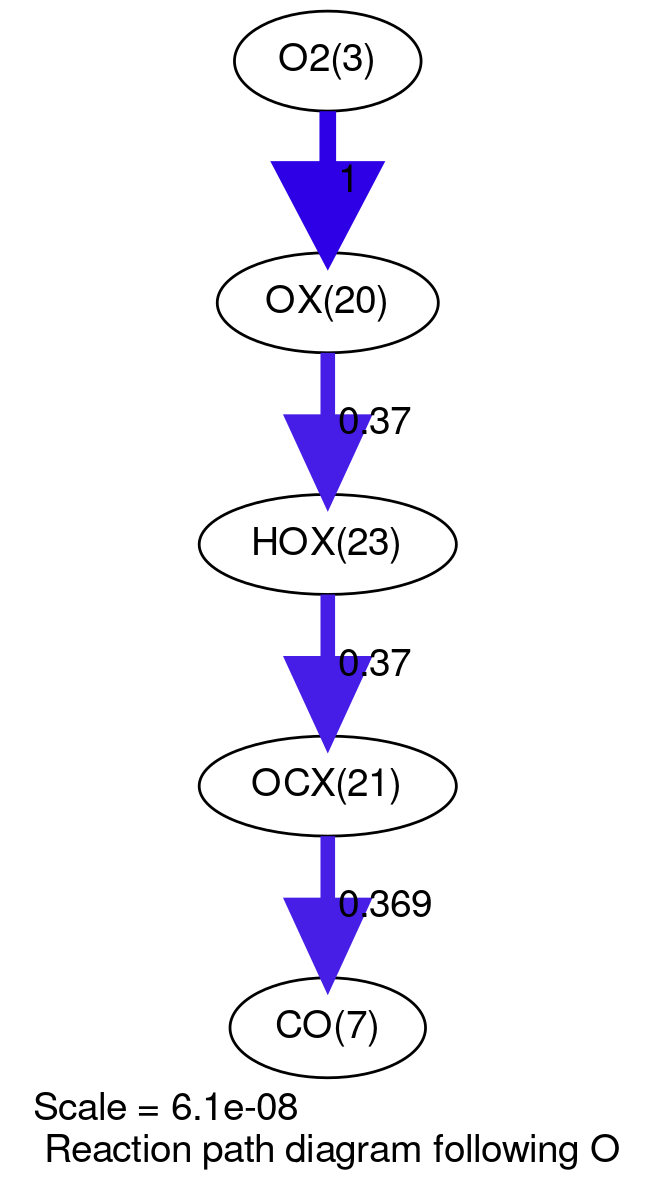 O2(3)
1
OX(20)
0.37
HOX(23)
0.37
OCX(21)
0.369
CO(7)
Scale = 6.1e-08
Reaction path diagram following O